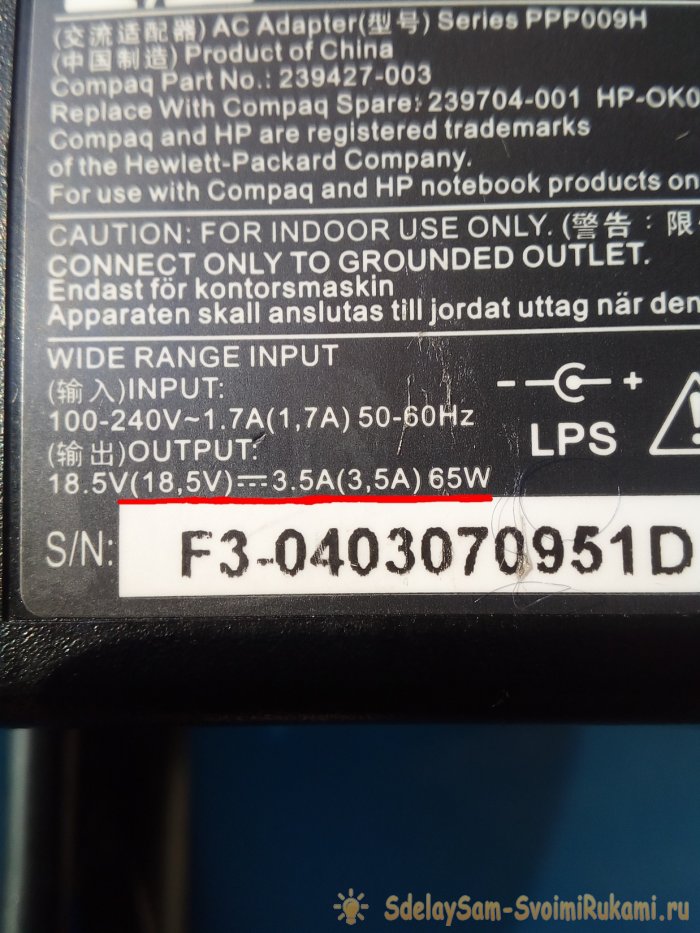 (交流适配器) AC Adapter(型号) Series PPP009H
(中国制造) Product of China
Compaq Part No.: 239427-003
Replace With Compaq Spare: 239704-001 HP-OK0
Compaq and HP are registered trademarks
of the Hewlett-Packard Company.
For use with Compaq and HP notebook products on
CAUTION: FOR INDOOR USE ONLY. (警告：限
CONNECT ONLY TO GROUNDED OUTLET.
Endast för kontorsmaskin
Apparaten skall anslutas till jordat uttag när den
WIDE RANGE INPUT
(输入)INPUT:
100-240V~1.7A(1,7A) 50-60Hz
- +
(输出)OUTPUT:
LPS
18.5V(18,5V)⎓3.5A(3,5A) 65W
S/N: F3-0403070951D
SdelaySam-SvoimiRukami.ru